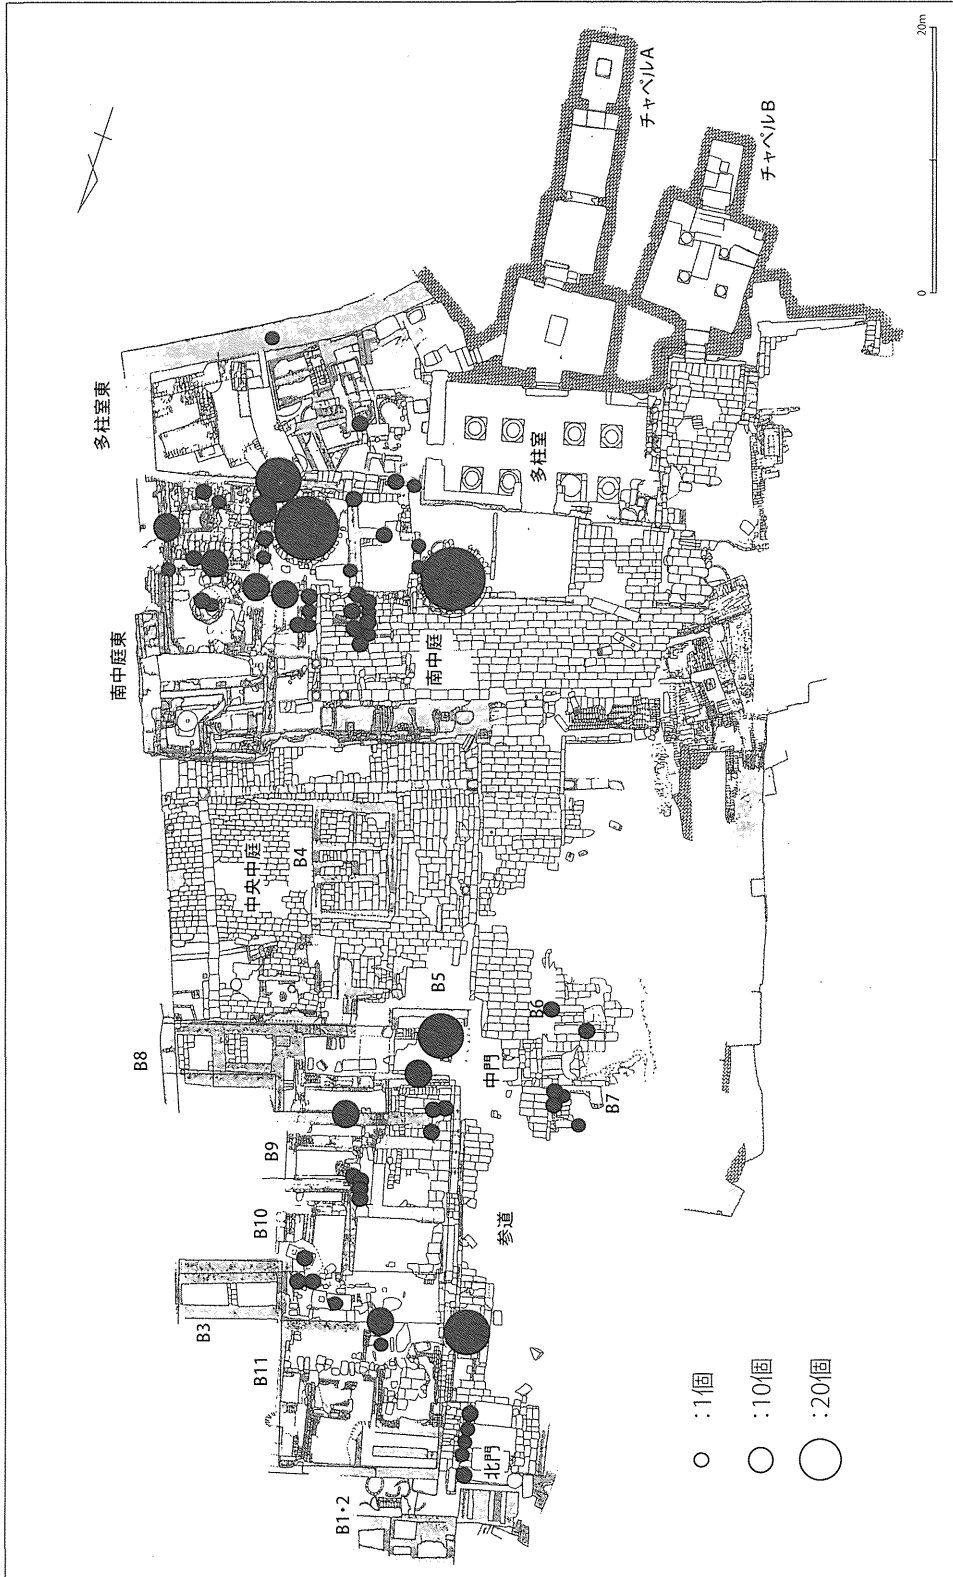 B1・2
B11
B3
B10
B9
B8
北門
参道
中門
B7
B6
B5
B4
中央中庭
南中庭東
南中庭
多柱室東
多柱室
チャペルA
チャペルB
:1個
:10個
:20個
0
20m